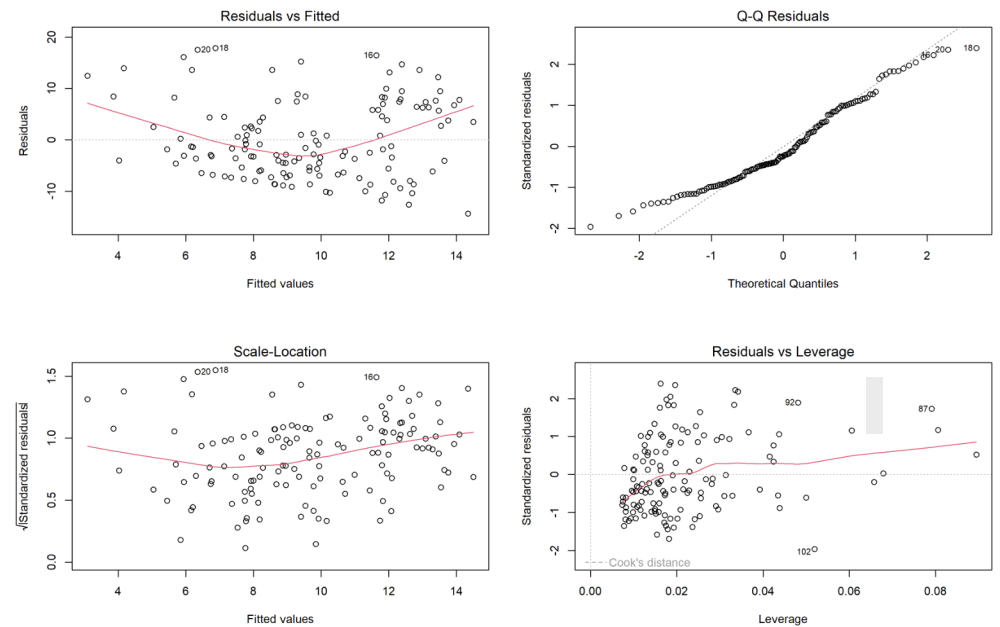 Residuals vs Fitted
Residuals
20
10
0
-10
20 18
16
4 6 8 10 12 14
Fitted values
Q-Q Residuals
Standardized residuals
2
1
0
-1
-2
16 20 18
-2 -1 0 1 2
Theoretical Quantiles
Scale-Location
√|Standardized residuals|
1.5
1.0
0.5
0.0
20 18
16
4 6 8 10 12 14
Fitted values
Residuals vs Leverage
Standardized residuals
2
1
0
-1
-2
92
87
102
Cook's distance
0.00 0.02 0.04 0.06 0.08
Leverage